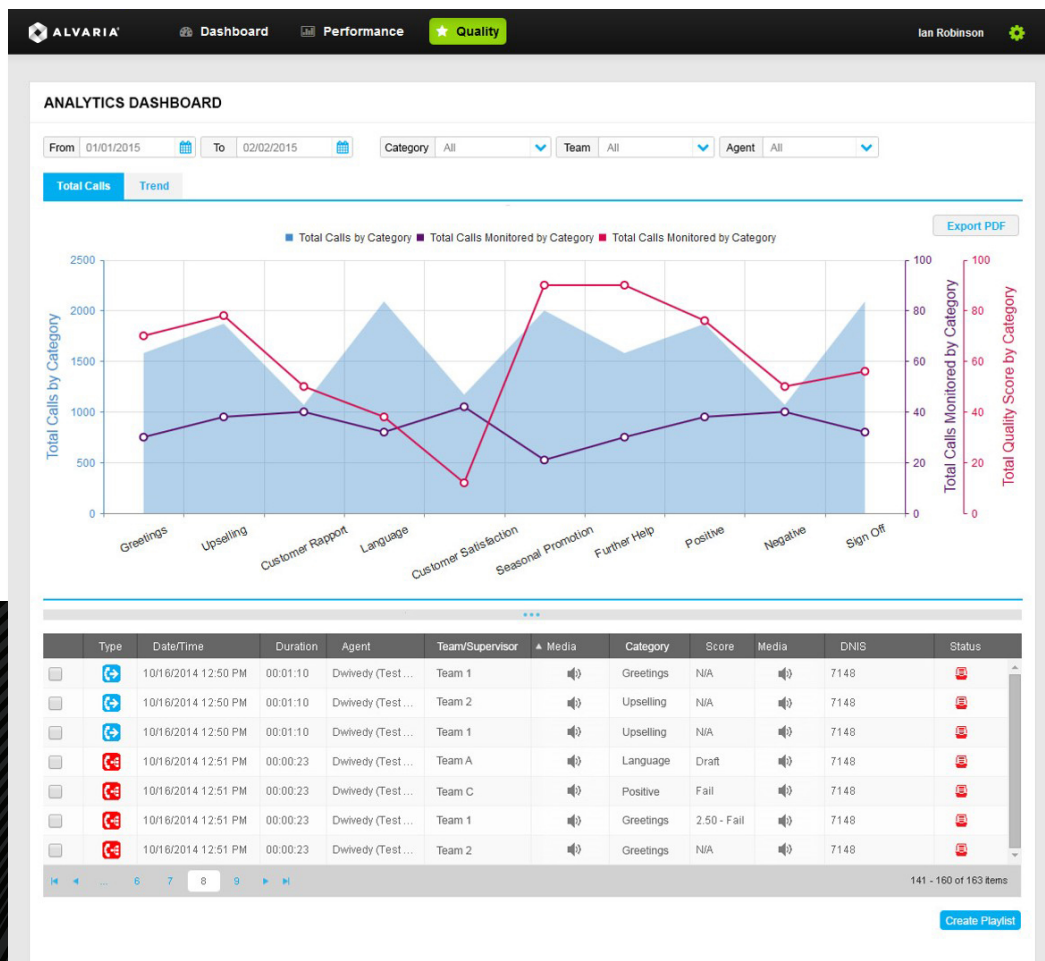 ALVARIA Dashboard Performance Quality Ian Robinson
ANALYTICS DASHBOARD
From 01/01/2015 To 02/02/2015 Category All Team All Agent All
Total Calls Trend
Export PDF
Total Calls by Category Total Calls Monitored by Category Total Calls Monitored by Category
2500 100 100
2000 80 80
1500 60 60
1000 40 40
500 20 20
0 0 0
Total Calls by Category
Total Calls Monitored by Category
Total Quality Score by Category
Greetings Upselling Customer Rapport Language Customer Satisfaction Seasonal Promotion Further Help Positive Negative Sign Off
Type Date/Time Duration Agent Team/Supervisor Media Category Score Media DNIS Status
10/16/2014 12:50 PM 00:01:10 Dwivedy (Test ... Team 1 Greetings N/A 7148
10/16/2014 12:50 PM 00:01:10 Dwivedy (Test ... Team 2 Upselling N/A 7148
10/16/2014 12:50 PM 00:01:10 Dwivedy (Test ... Team 1 Upselling N/A 7148
10/16/2014 12:51 PM 00:00:23 Dwivedy (Test ... Team A Language Draft 7148
10/16/2014 12:51 PM 00:00:23 Dwivedy (Test ... Team C Positive Fail 7148
10/16/2014 12:51 PM 00:00:23 Dwivedy (Test ... Team 1 Greetings 2.50 - Fail 7148
10/16/2014 12:51 PM 00:00:23 Dwivedy (Test ... Team 2 Greetings N/A 7148
... 6 7 8 9 141 - 160 of 163 items
Create Playlist